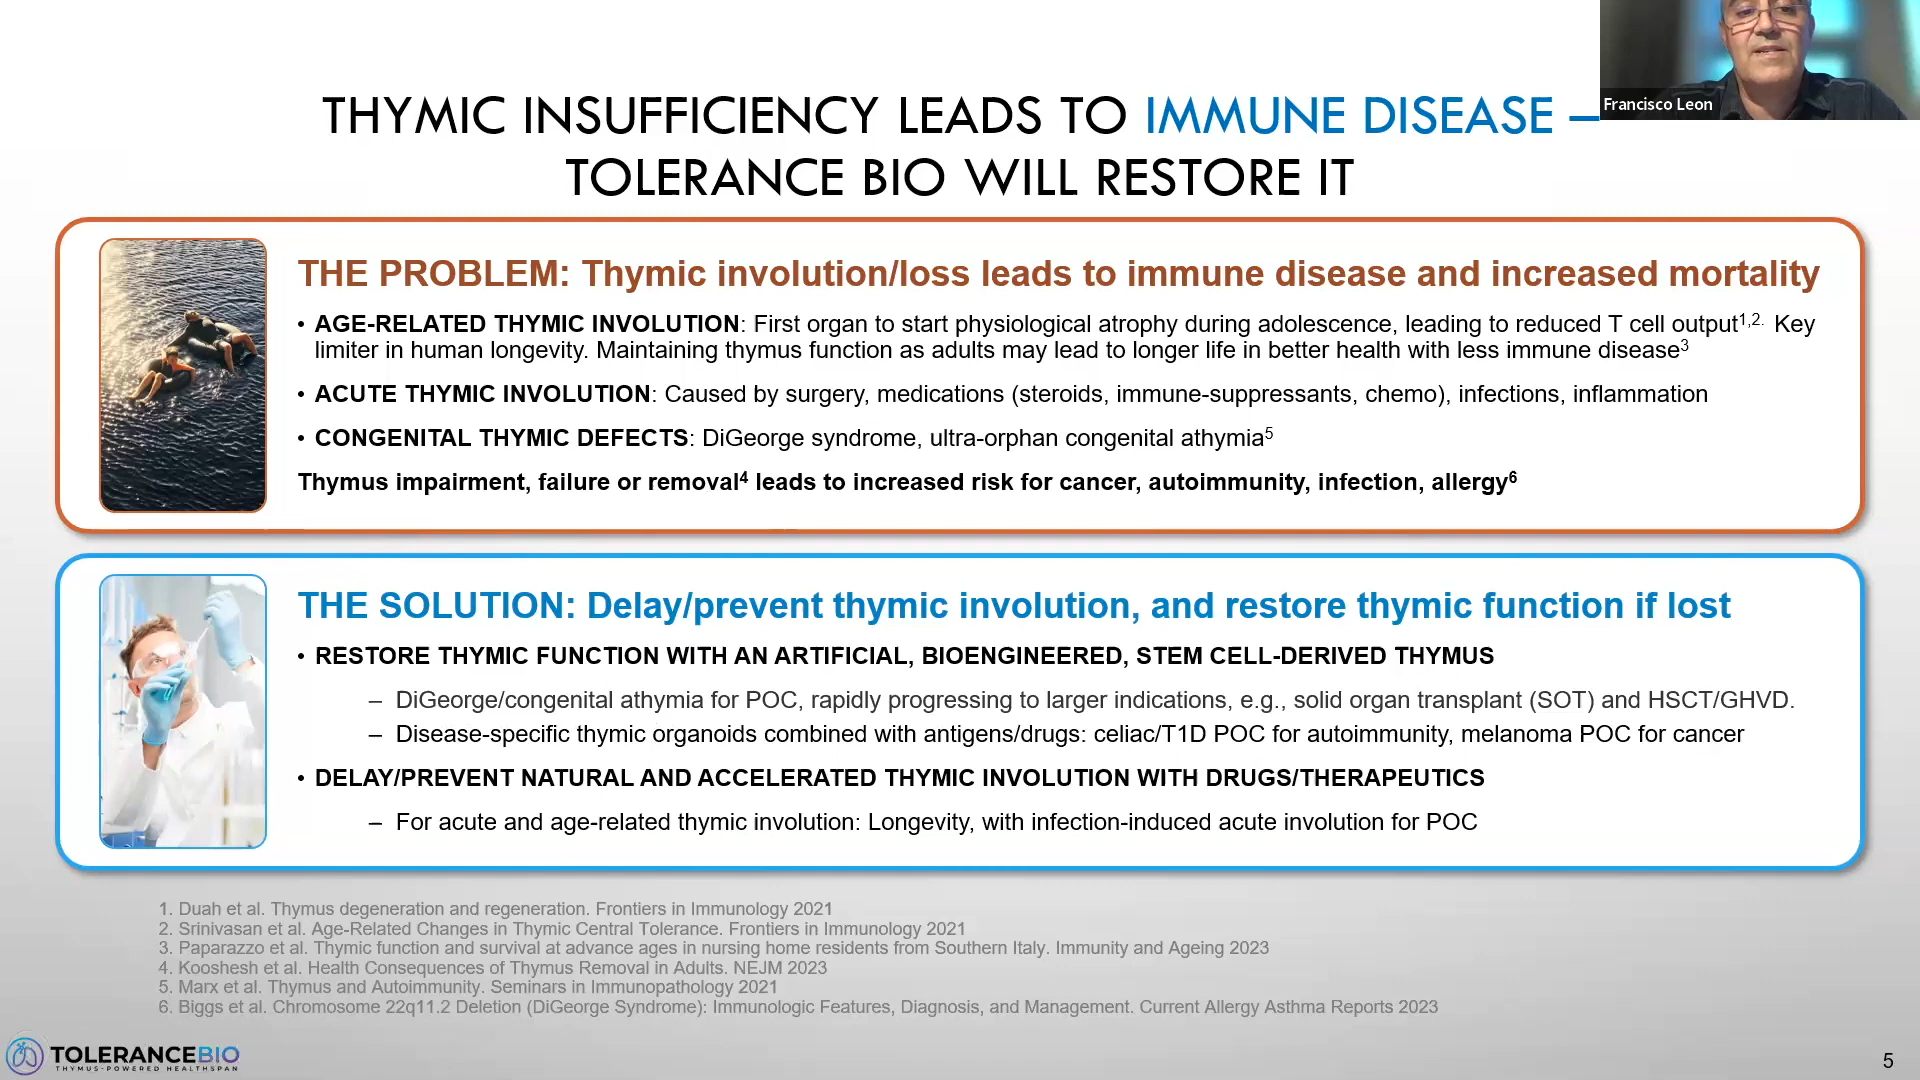 Francisco Leon
THYMIC INSUFFICIENCY LEADS TO IMMUNE DISEASE –
TOLERANCE BIO WILL RESTORE IT
THE PROBLEM: Thymic involution/loss leads to immune disease and increased mortality
• AGE-RELATED THYMIC INVOLUTION: First organ to start physiological atrophy during adolescence, leading to reduced T cell output1,2. Key
limiter in human longevity. Maintaining thymus function as adults may lead to longer life in better health with less immune disease3
• ACUTE THYMIC INVOLUTION: Caused by surgery, medications (steroids, immune-suppressants, chemo), infections, inflammation
• CONGENITAL THYMIC DEFECTS: DiGeorge syndrome, ultra-orphan congenital athymia5
Thymus impairment, failure or removal4 leads to increased risk for cancer, autoimmunity, infection, allergy6
THE SOLUTION: Delay/prevent thymic involution, and restore thymic function if lost
• RESTORE THYMIC FUNCTION WITH AN ARTIFICIAL, BIOENGINEERED, STEM CELL-DERIVED THYMUS
– DiGeorge/congenital athymia for POC, rapidly progressing to larger indications, e.g., solid organ transplant (SOT) and HSCT/GHVD.
– Disease-specific thymic organoids combined with antigens/drugs: celiac/T1D POC for autoimmunity, melanoma POC for cancer
• DELAY/PREVENT NATURAL AND ACCELERATED THYMIC INVOLUTION WITH DRUGS/THERAPEUTICS
– For acute and age-related thymic involution: Longevity, with infection-induced acute involution for POC
1. Duah et al. Thymus degeneration and regeneration. Frontiers in Immunology 2021
2. Srinivasan et al. Age-Related Changes in Thymic Central Tolerance. Frontiers in Immunology 2021
3. Paparazzo et al. Thymic function and survival at advance ages in nursing home residents from Southern Italy. Immunity and Ageing 2023
4. Kooshesh et al. Health Consequences of Thymus Removal in Adults. NEJM 2023
5. Marx et al. Thymus and Autoimmunity. Seminars in Immunopathology 2021
6. Biggs et al. Chromosome 22q11.2 Deletion (DiGeorge Syndrome): Immunologic Features, Diagnosis, and Management. Current Allergy Asthma Reports 2023
TOLERANCEBIO
THYMUS-POWERED HEALTHSPAN
5